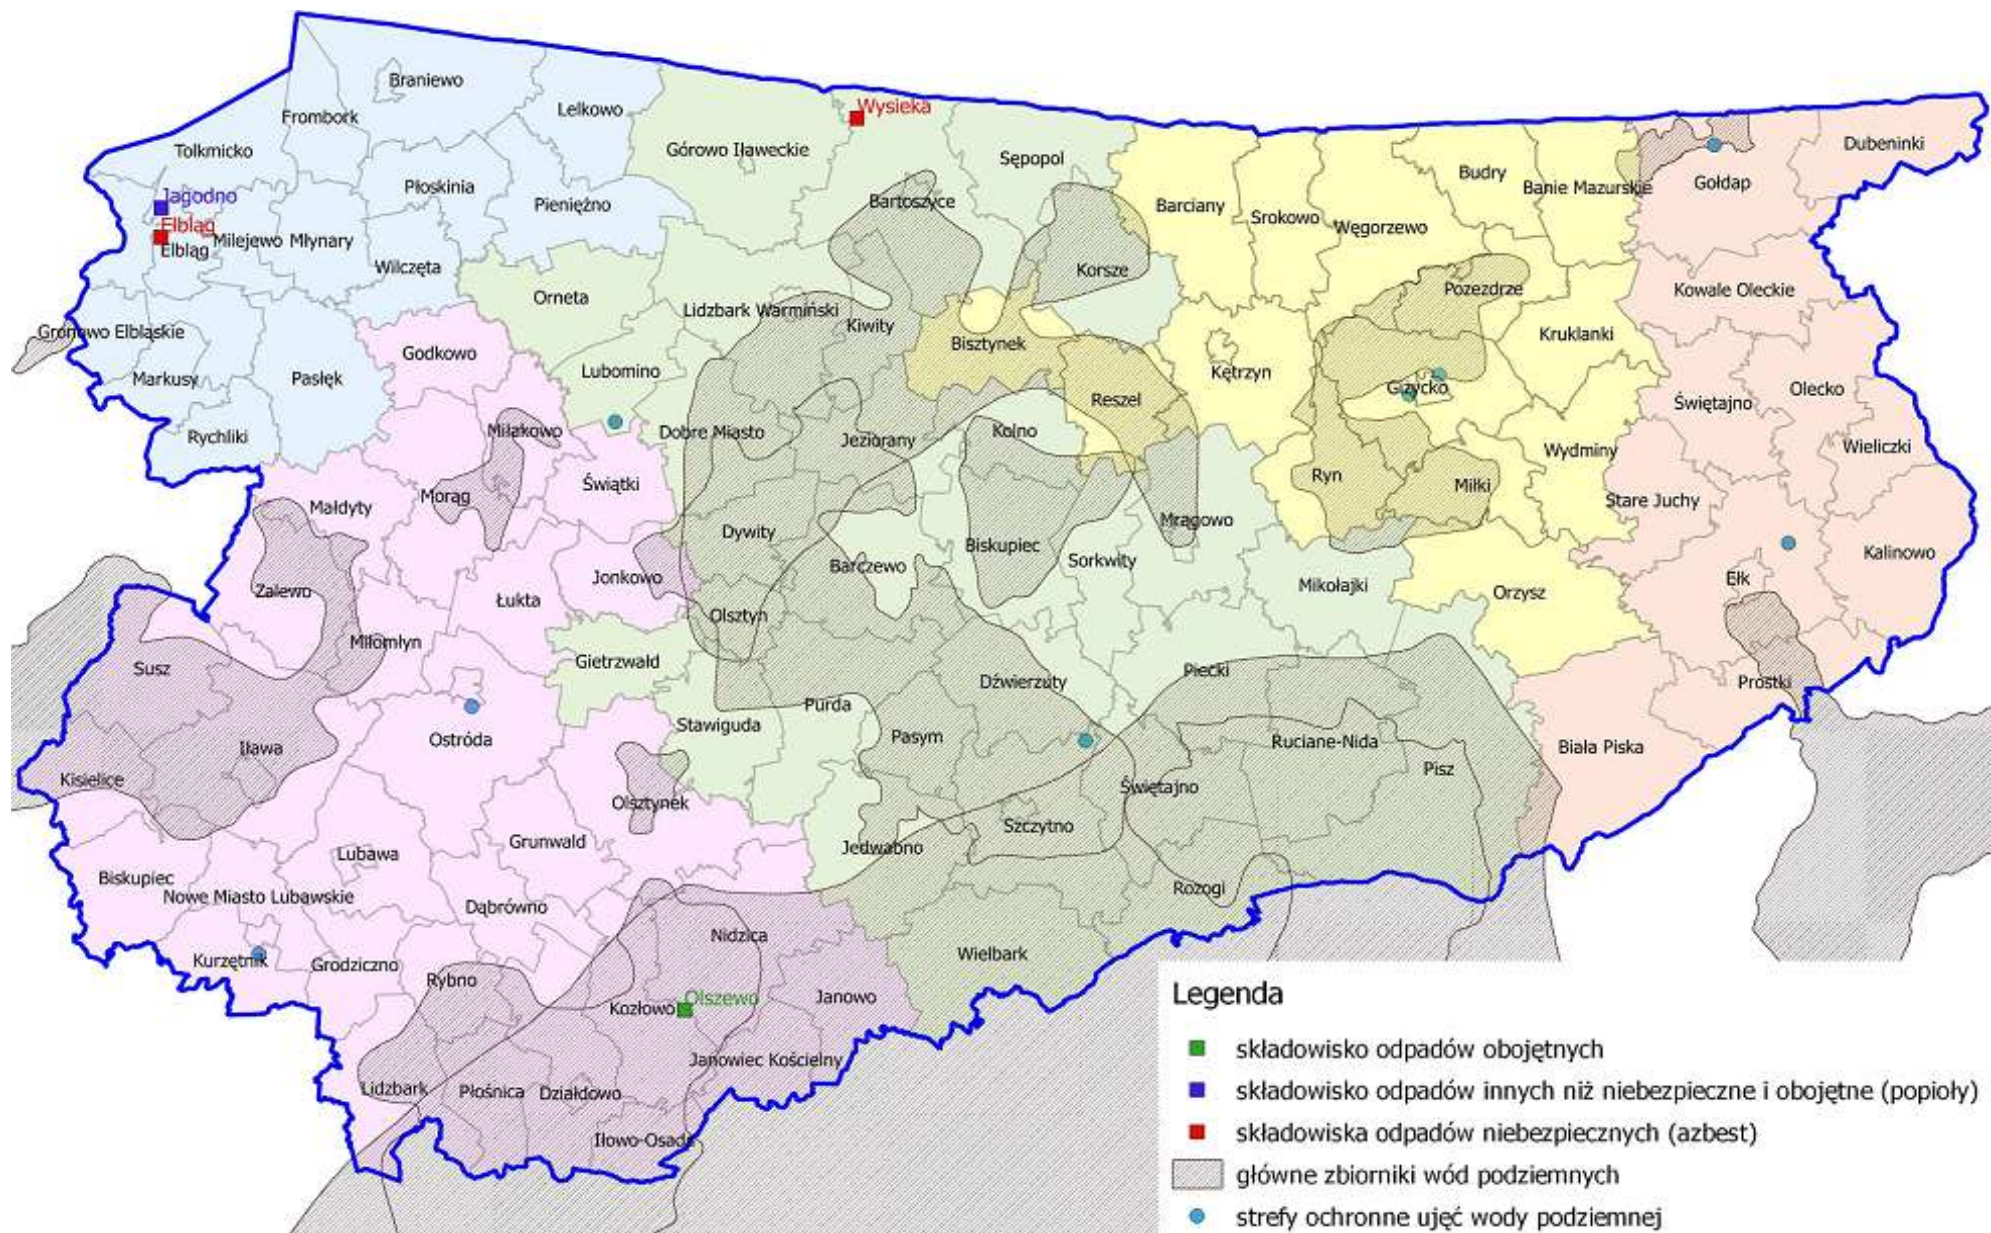 Braniewo
Lelkowo
Frombork
Wysieka
Tolkmicko
Górowo Iławeckie
Sępopol
Dubeninki
Budry
Banie Mazurskie
Gołdap
Płoskinia
Jagodno
Pieniężno
Bartoszyce
Barciany
Srokowo
Węgorzewo
Elbląg
Elbląg
Milejewo
Młynary
Wilczęta
Korsze
Orneta
Pozezdrze
Kowale Oleckie
Lidzbark Warmiński
Kiwity
Gronowo Elbląskie
Godkowo
Bisztynek
Kruklanki
Markusy
Pasłęk
Lubomino
Kętrzyn
Giżycko
Olecko
Reszel
Świętajno
Rychliki
Miłakowo
Dobre Miasto
Jeziorany
Kolno
Wydminy
Wieliczki
Małdyty
Morąg
Świątki
Ryn
Miłki
Stare Juchy
Mrągowo
Dywity
Biskupiec
Sorkwity
Kalinowo
Zalewo
Jonkowo
Barczewo
Mikołajki
Ełk
Łukta
Olsztyn
Orzysz
Miłomłyn
Susz
Gietrzwałd
Dźwierzuty
Piecki
Prostki
Iława
Ostróda
Stawiguda
Purda
Pasym
Ruciane-Nida
Biała Piska
Kisielice
Olsztynek
Świętajno
Pisz
Lubawa
Grunwald
Szczytno
Jedwabno
Biskupiec
Nowe Miasto Lubawskie
Dąbrówno
Rozogi
Nidzica
Kurzętnik
Grodziczno
Rybno
Wielbark
Kozłowo
Olszewo
Janowo
Janowiec Kościelny
Lidzbark
Płośnica
Działdowo
Iłowo-Osada
Legenda
składowisko odpadów obojętnych
składowisko odpadów innych niż niebezpieczne i obojętne (popioły)
składowiska odpadów niebezpiecznych (azbest)
główne zbiorniki wód podziemnych
strefy ochronne ujęć wody podziemnej